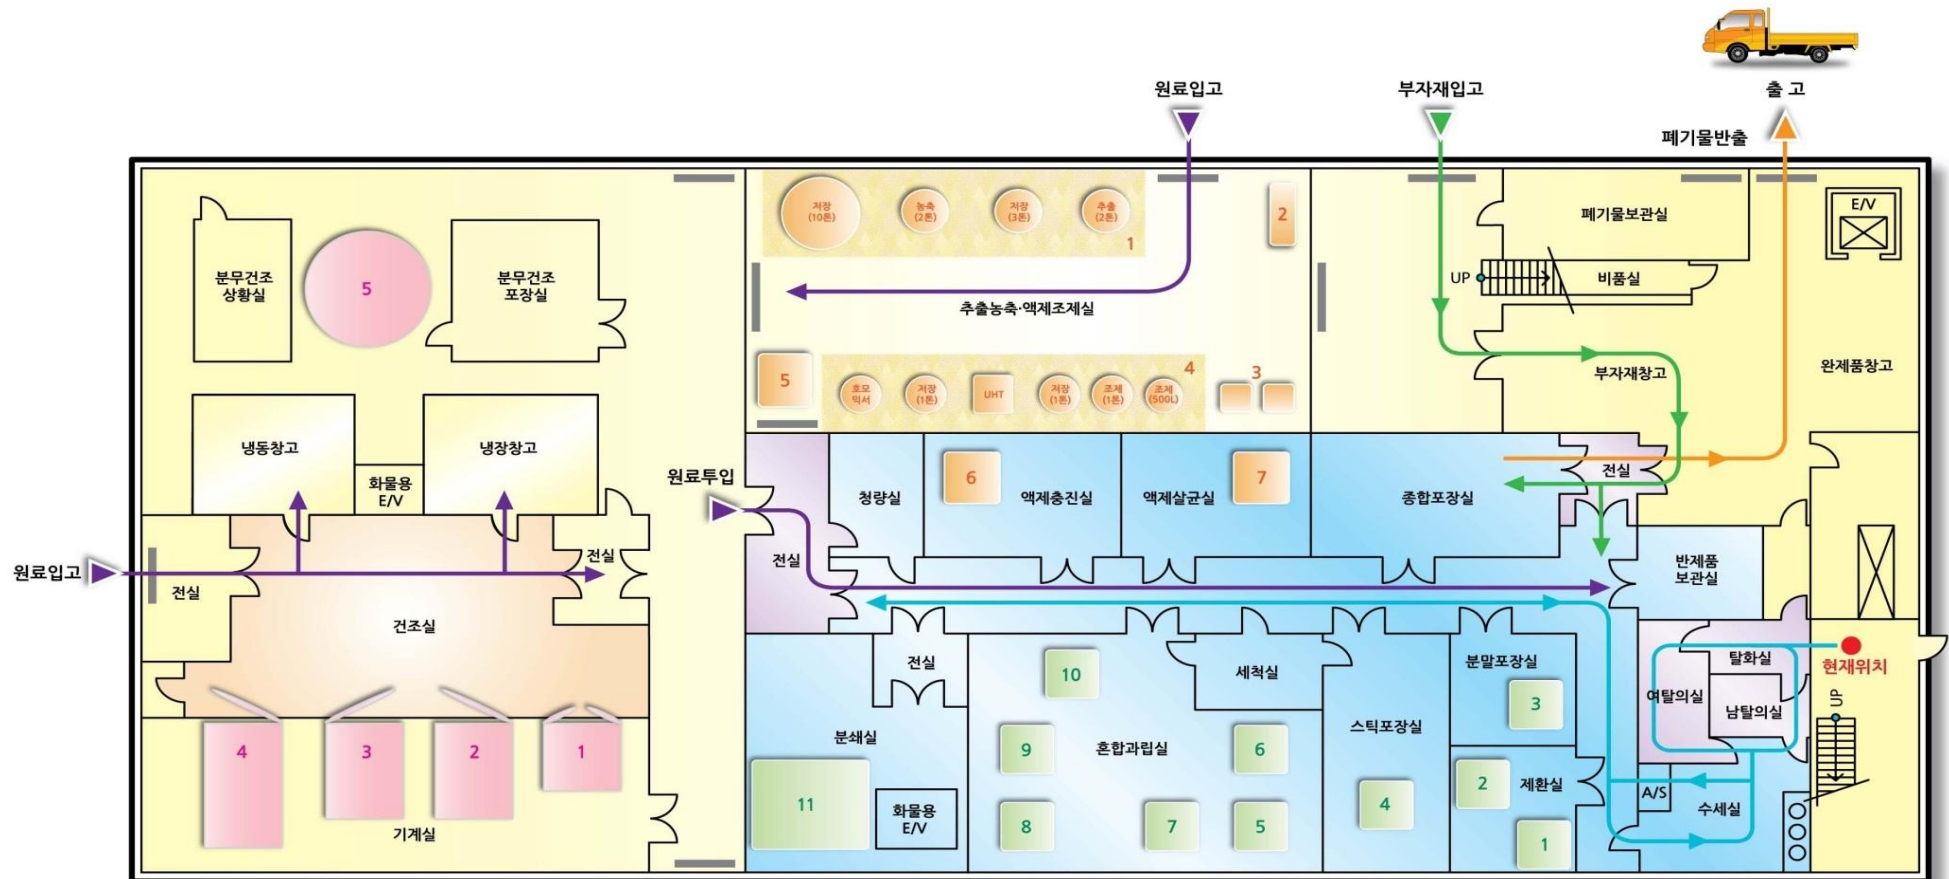 출 고
원료입고
부자재입고
폐기물반출
저장
(10톤)
농축
(2톤)
저장
(3톤)
추출
(2톤)
1
2
폐기물보관실
E/V
분무건조
상황실
5
분무건조
포장실
UP
비품실
추출농축·액제조제실
5
호모
믹서
저장
(1톤)
UHT
저장
(1톤)
조제
(1톤)
조제
(500L)
4
3
부자재창고
완제품창고
냉동창고
화물용
E/V
냉장창고
원료투입
청량실
6
액제충진실
액제살균실
7
종합포장실
전실
원료입고
전실
전실
전실
반제품
보관실
건조실
전실
10
세척실
분말포장실
3
탈화실
현재위치
여탈의실
남탈의실
UP
4
3
2
1
분쇄실
9
혼합과립실
6
스틱포장실
2
제환실
A/S
수세실
11
화물용
E/V
8
7
5
4
1
기계실